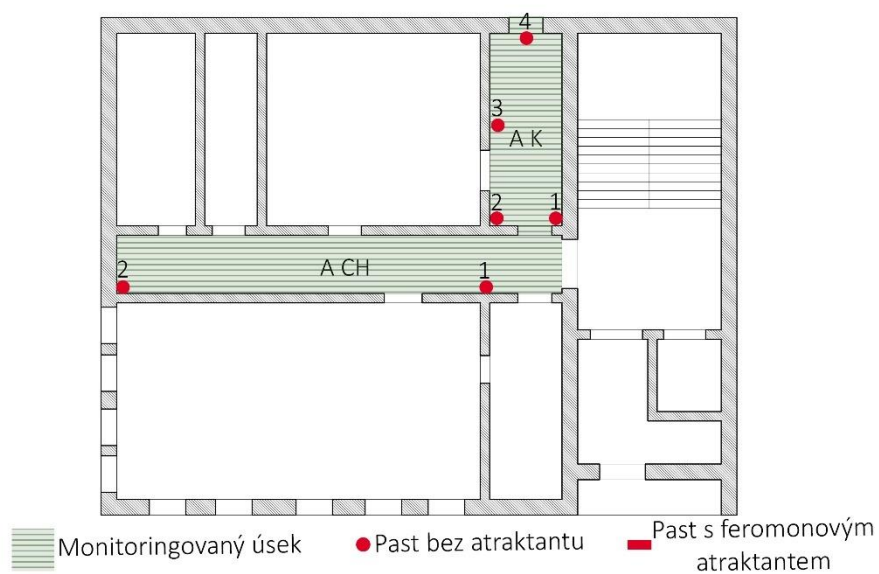 4
3
A K
2
1
A CH
2
1
Monitoringovaný úsek
Past bez atraktantu
Past s feromonovým
atraktantem